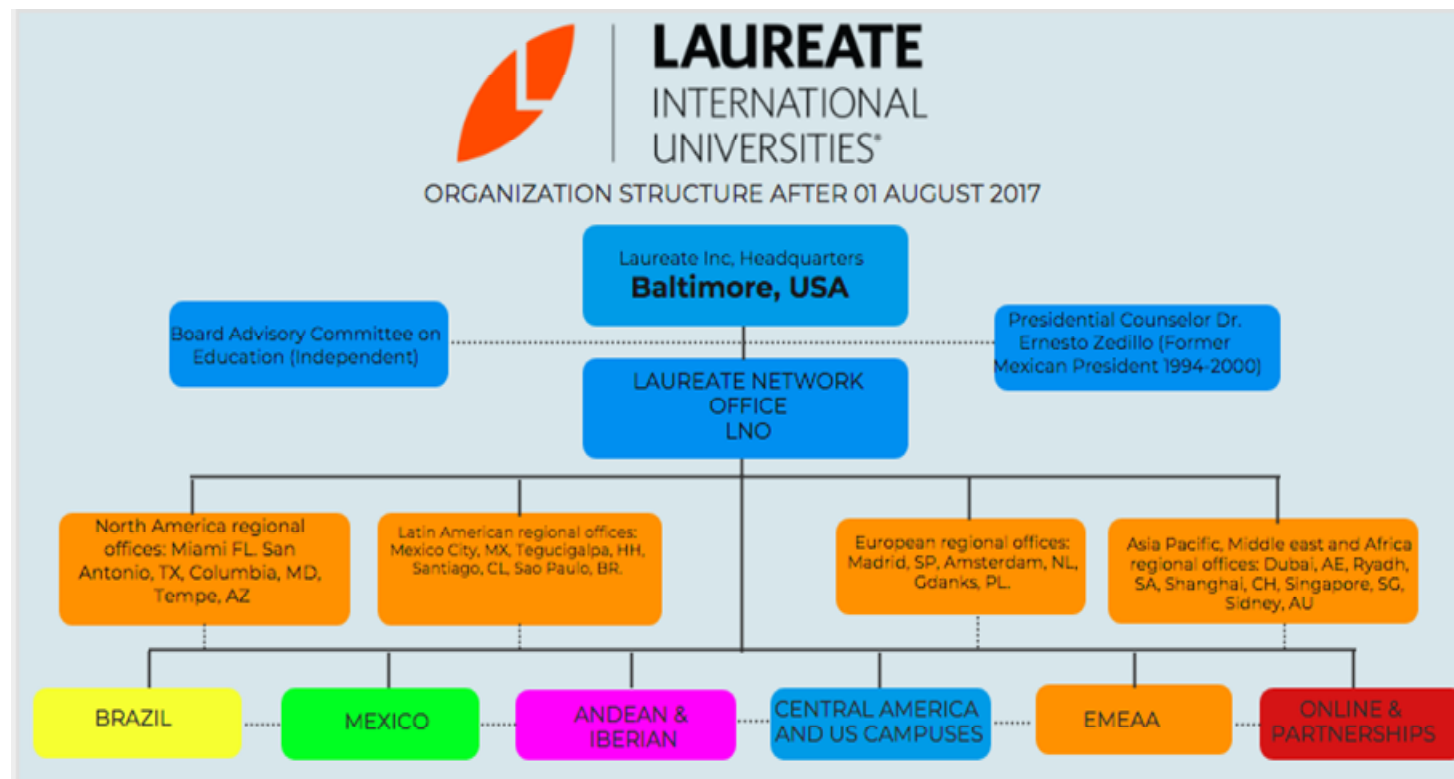 LAUREATE
INTERNATIONAL
UNIVERSITIES®
ORGANIZATION STRUCTURE AFTER 01 AUGUST 2017
Laureate Inc, Headquarters
Baltimore, USA
Board Advisory Committee on
Education (Independent)
Presidential Counselor Dr.
Ernesto Zedillo (Former
Mexican President 1994-2000)
LAUREATE NETWORK
OFFICE
LNO
North America regional
offices: Miami FL. San
Antonio, TX, Columbia, MD,
Tempe, AZ
Latin American regional offices:
Mexico City, MX, Tegucigalpa, HH,
Santiago, CL, Sao Paulo, BR.
European regional offices:
Madrid, SP, Amsterdam, NL,
Gdanks, PL.
Asia Pacific, Middle east and Africa
regional offices: Dubai, AE, Ryadh,
SA, Shanghai, CH, Singapore, SG,
Sidney, AU
BRAZIL
MEXICO
ANDEAN &
IBERIAN
CENTRAL AMERICA
AND US CAMPUSES
EMEAA
ONLINE &
PARTNERSHIPS